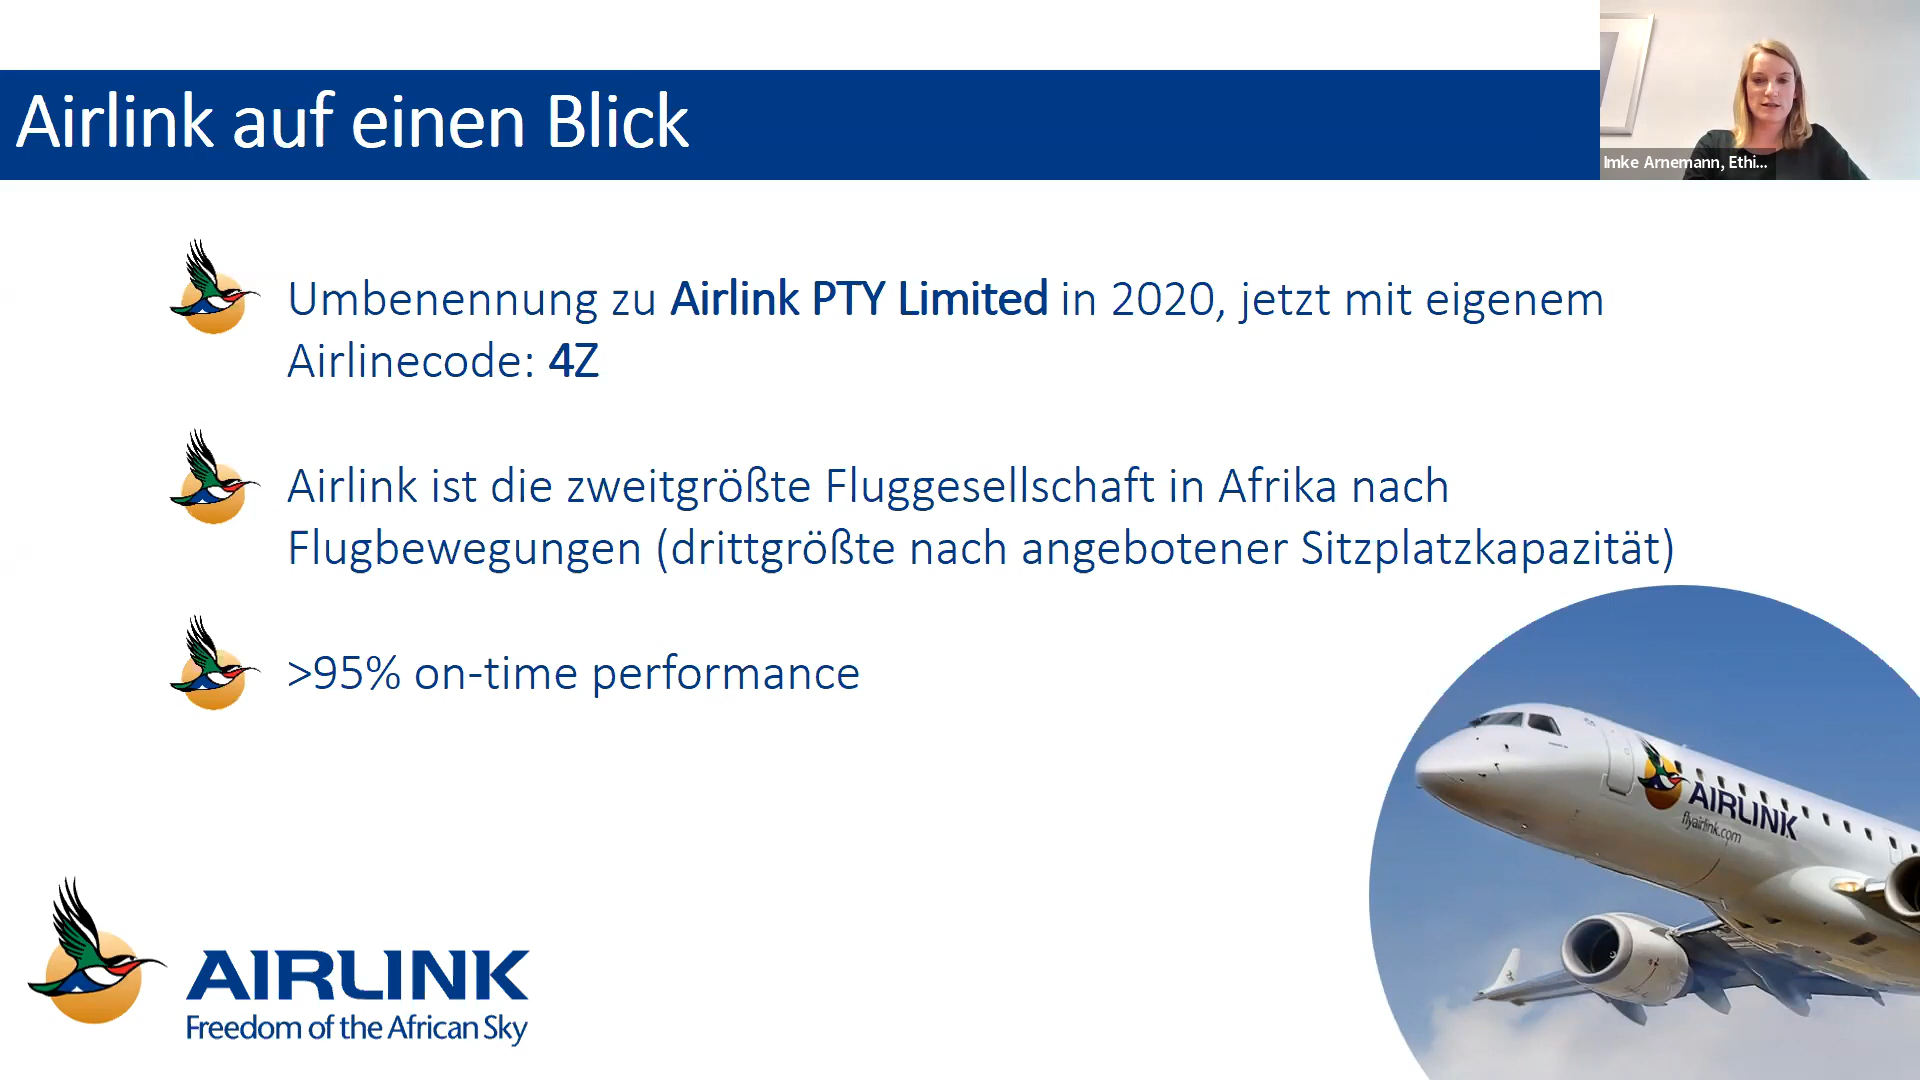 Airlink auf einen Blick
Imke Arnemann, Ethi...
Umbenennung zu Airlink PTY Limited in 2020, jetzt mit eigenem
Airlinecode: 4Z
Airlink ist die zweitgrößte Fluggesellschaft in Afrika nach
Flugbewegungen (drittgrößte nach angebotener Sitzplatzkapazität)
>95% on-time performance
AIRLINK
flyairlink.com
AIRLINK
Freedom of the African Sky